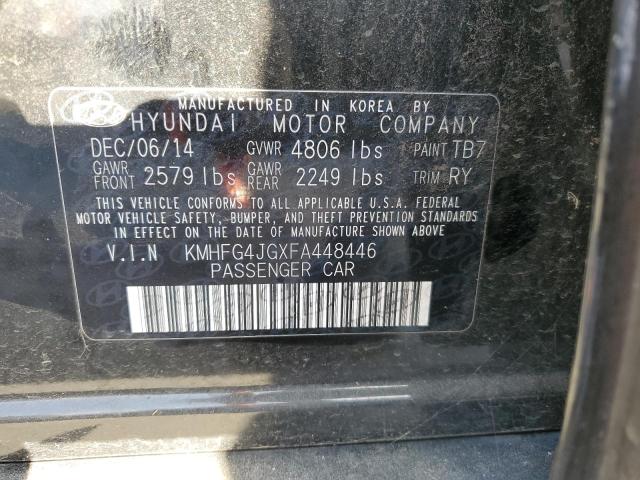 MANUFACTURED IN KOREA BY
HYUNDAI MOTOR COMPANY
DEC/06/14 GVWR 4806 lbs PAINT TB7
GAWR FRONT 2579 lbs GAWR REAR 2249 lbs TRIM RY
THIS VEHICLE CONFORMS TO ALL APPLICABLE U.S.A. FEDERAL
MOTOR VEHICLE SAFETY, BUMPER, AND THEFT PREVENTION STANDARDS
IN EFFECT ON THE DATE OF MANUFACTURE SHOWN ABOVE
V.I.N KMHFG4JGXFA448446
PASSENGER CAR